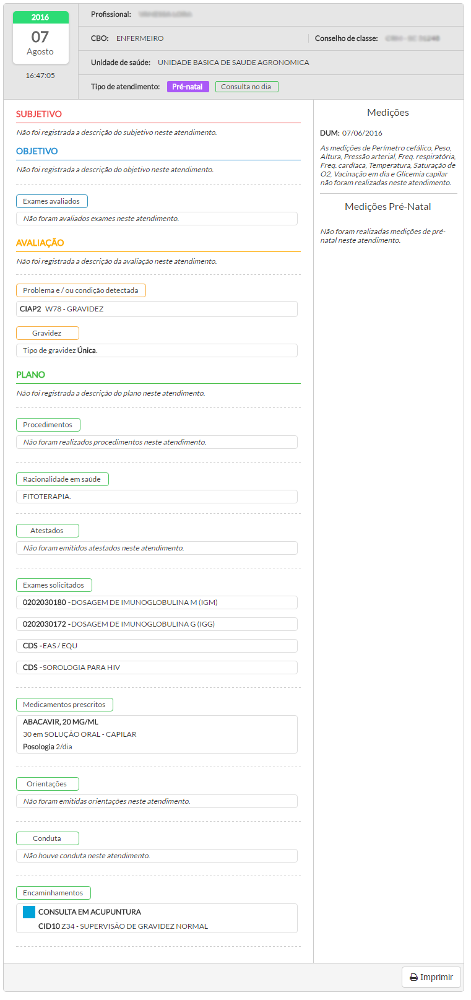 2016
07
Agosto
16:47:05
Profissional:
CBO: ENFERMEIRO
Conselho de classe:
Unidade de saúde: UNIDADE BASICA DE SAUDE AGRONOMICA
Tipo de atendimento: Pré-natal Consulta no dia
SUBJETIVO
Não foi registrada a descrição do subjetivo neste atendimento.
OBJETIVO
Não foi registrada a descrição do objetivo neste atendimento.
Exames avaliados
Não foram avaliados exames neste atendimento.
AVALIAÇÃO
Não foi registrada a descrição da avaliação neste atendimento.
Problema e / ou condição detectada
CIAP2 W78 - GRAVIDEZ
Gravidez
Tipo de gravidez Única.
PLANO
Não foi registrada a descrição do plano neste atendimento.
Procedimentos
Não foram realizados procedimentos neste atendimento.
Racionalidade em saúde
FITOTERAPIA.
Atestados
Não foram emitidos atestados neste atendimento.
Exames solicitados
0202030180 -DOSAGEM DE IMUNOGLOBULINA M (IGM)
0202030172 -DOSAGEM DE IMUNOGLOBULINA G (IGG)
CDS -EAS / EQU
CDS -SOROLOGIA PARA HIV
Medicamentos prescritos
ABACAVIR, 20 MG/ML
30 em SOLUÇÃO ORAL - CAPILAR
Posologia 2/dia
Orientações
Não foram emitidas orientações neste atendimento.
Conduta
Não houve conduta neste atendimento.
Encaminhamentos
CONSULTA EM ACUPUNTURA
CID10 Z34 - SUPERVISÃO DE GRAVIDEZ NORMAL
Medições
DUM: 07/06/2016
As medições de Perímetro cefálico, Peso,
Altura, Pressão arterial, Freq. respiratória,
Freq. cardíaca, Temperatura, Saturação de
O2, Vacinação em dia e Glicemia capilar
não foram realizadas neste atendimento.
Medições Pré-Natal
Não foram realizadas medições de pré-
natal neste atendimento.
Imprimir